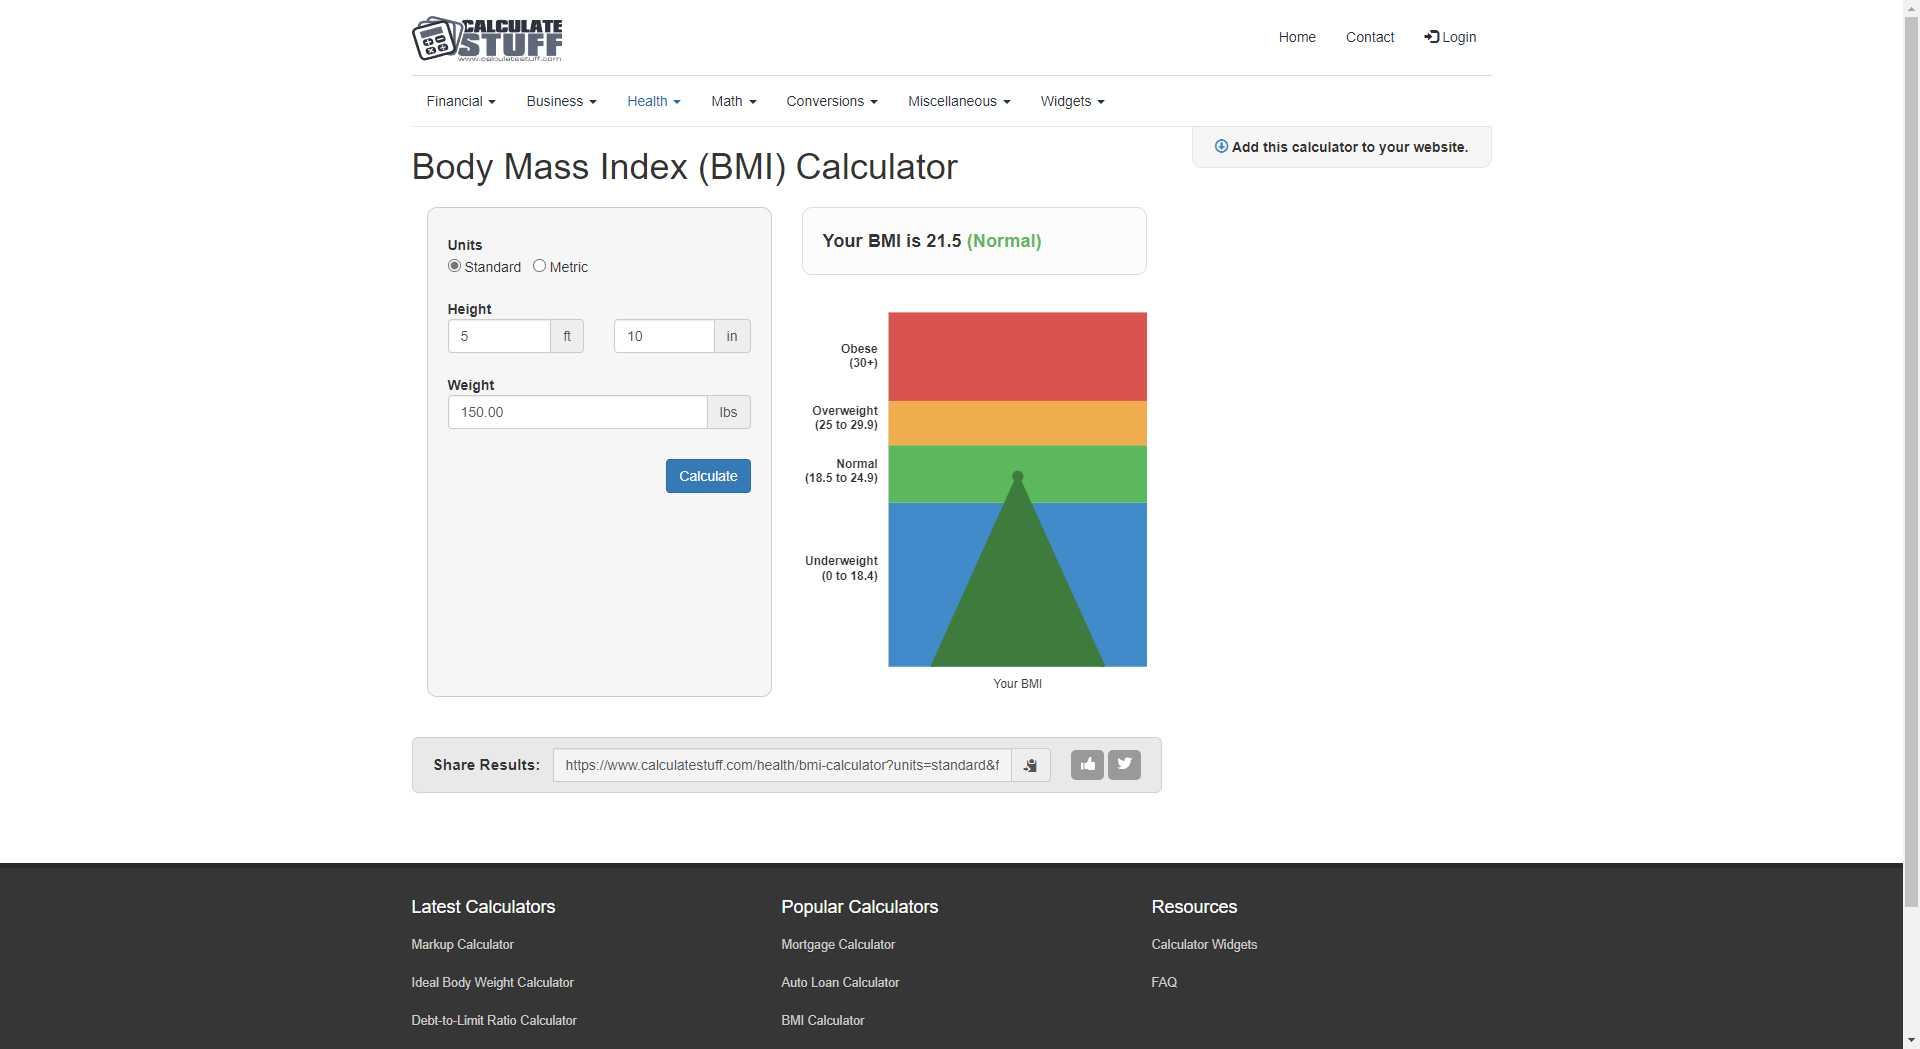 CALCULATE
STUFF
www.calculatestuff.com
Home
Contact
Login
Financial
Business
Health
Math
Conversions
Miscellaneous
Widgets
Add this calculator to your website.
Body Mass Index (BMI) Calculator
Units
Standard
Metric
Height
5
ft
10
in
Weight
150.00
lbs
Calculate
Your BMI is 21.5 (Normal)
Obese
(30+)
Overweight
(25 to 29.9)
Normal
(18.5 to 24.9)
Underweight
(0 to 18.4)
Your BMI
Share Results:
https://www.calculatestuff.com/health/bmi-calculator?units=standard&f
Latest Calculators
Markup Calculator
Ideal Body Weight Calculator
Debt-to-Limit Ratio Calculator
Popular Calculators
Mortgage Calculator
Auto Loan Calculator
BMI Calculator
Resources
Calculator Widgets
FAQ